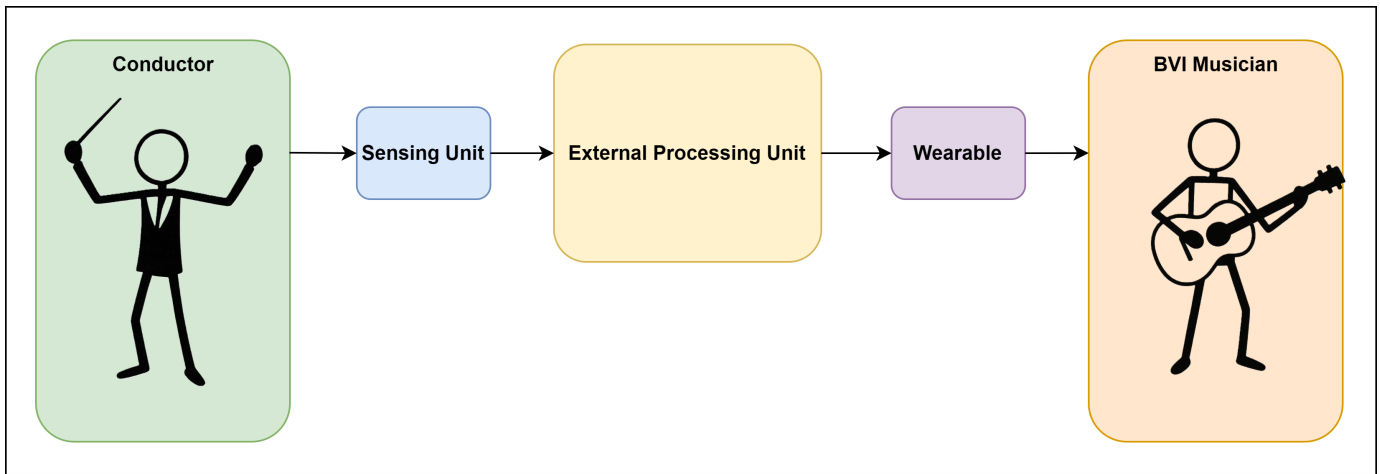 Conductor
BVI Musician
Sensing Unit
External Processing Unit
Wearable